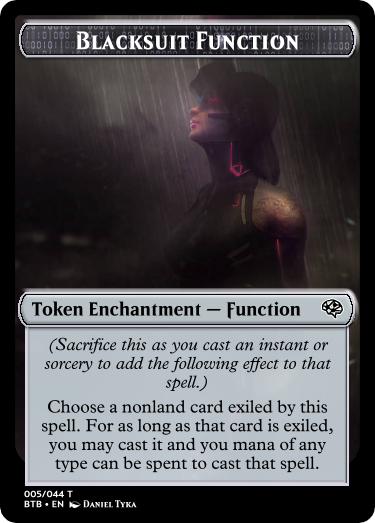 Blacksuit Function
Token Enchantment — Function
(Sacrifice this as you cast an instant or
sorcery to add the following effect to that
spell.)
Choose a nonland card exiled by this
spell. For as long as that card is exiled,
you may cast it and you mana of any
type can be spent to cast that spell.
005/044 T
BTB • EN Daniel Tyka